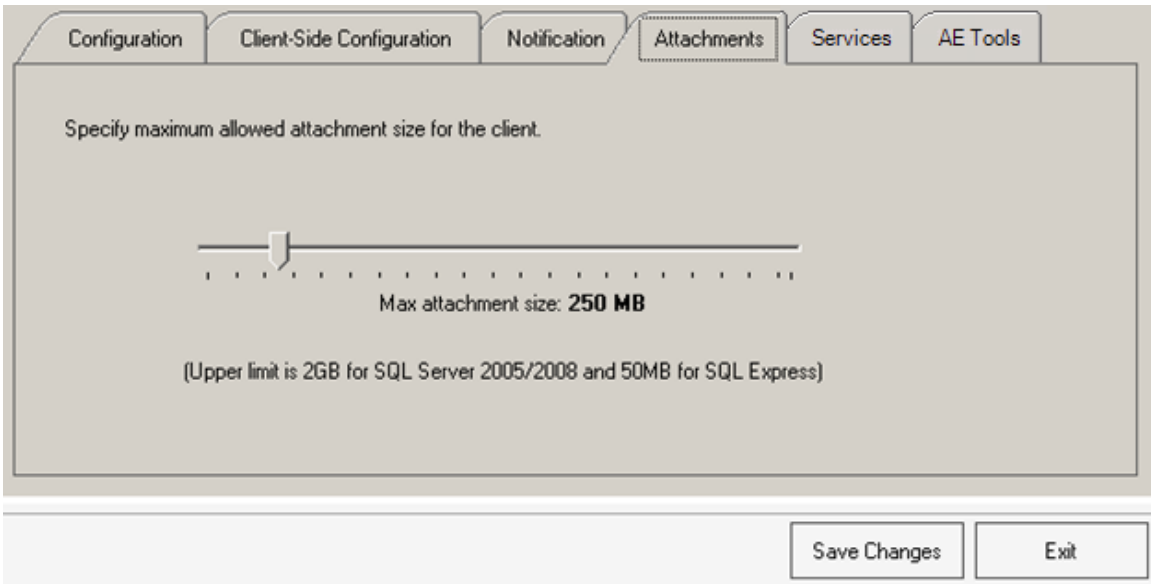 Configuration Client-Side Configuration Notification Attachments Services AE Tools
Specify maximum allowed attachment size for the client.
Max attachment size: 250 MB
(Upper limit is 2GB for SQL Server 2005/2008 and 50MB for SQL Express)
Save Changes Exit